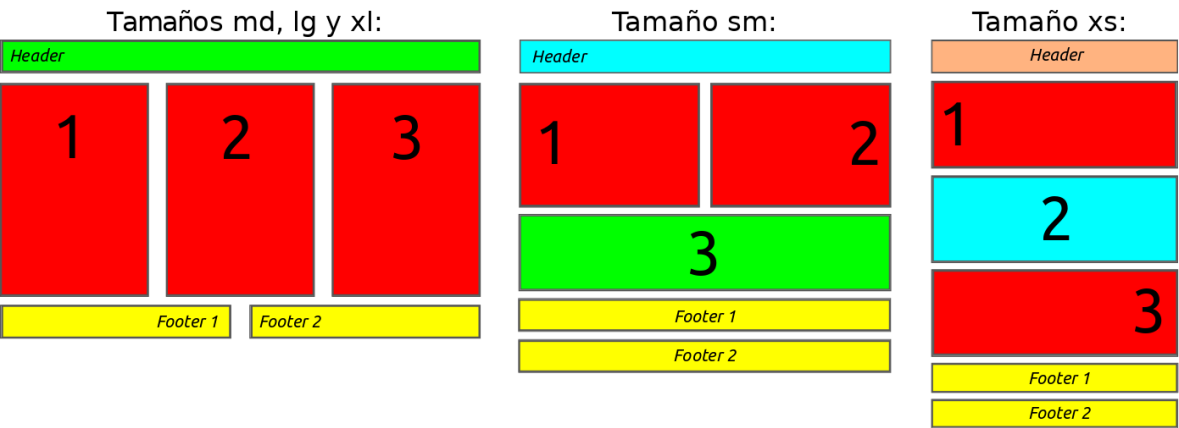 Tamaños md, lg y xl:
Header
1 2 3
Footer 1 Footer 2
Tamaño sm:
Header
1 2
3
Footer 1
Footer 2
Tamaño xs:
Header
1
2
3
Footer 1
Footer 2